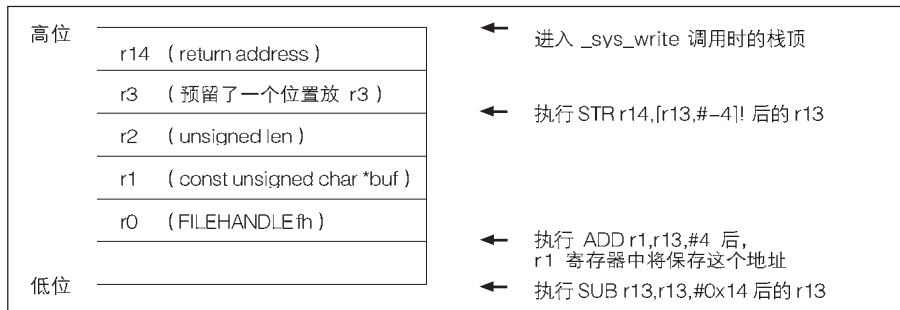 高位
进入 _sys_write 调用时的栈顶
r14 (return address)
r3 (预留了一个位置放 r3)
执行 STR r14,[r13,#-4]! 后的 r13
r2 (unsigned len)
r1 (const unsigned char *buf)
r0 (FILEHANDLE fh)
执行 ADD r1,r13,#4 后,
r1 寄存器中将保存这个地址
低位
执行 SUB r13,r13,#0x14 后的 r13